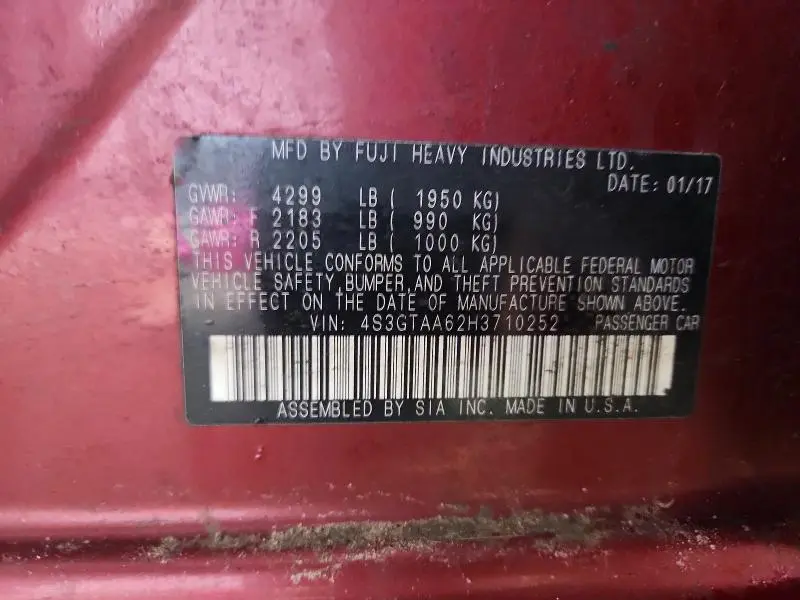 MFD BY FUJI HEAVY INDUSTRIES LTD.
DATE: 01/17
GVWR: 4299 LB ( 1950 KG)
GAWR: F 2183 LB ( 990 KG)
GAWR: R 2205 LB ( 1000 KG)
THIS VEHICLE CONFORMS TO ALL APPLICABLE FEDERAL MOTOR
VEHICLE SAFETY,BUMPER,AND THEFT PREVENTION STANDARDS
IN EFFECT ON THE DATE OF MANUFACTURE SHOWN ABOVE.
VIN: 4S3GTAA62H3710252 PASSENGER CAR
ASSEMBLED BY SIA INC. MADE IN U.S.A.